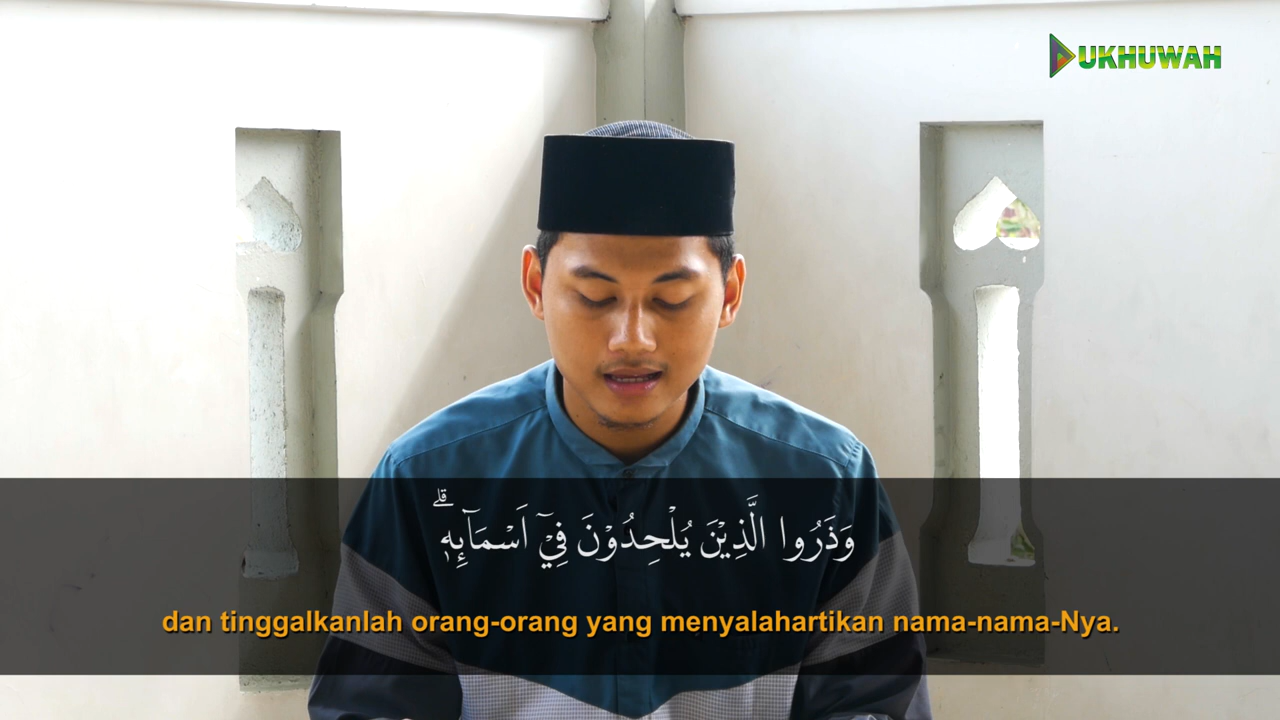 UKHUWAH
وَذَرُوا الَّذِيْنَ يُلْحِدُوْنَ فِيْٓ اَسْمَاۤىِٕهٖۗ
dan tinggalkanlah orang-orang yang menyalahartikan nama-nama-Nya.